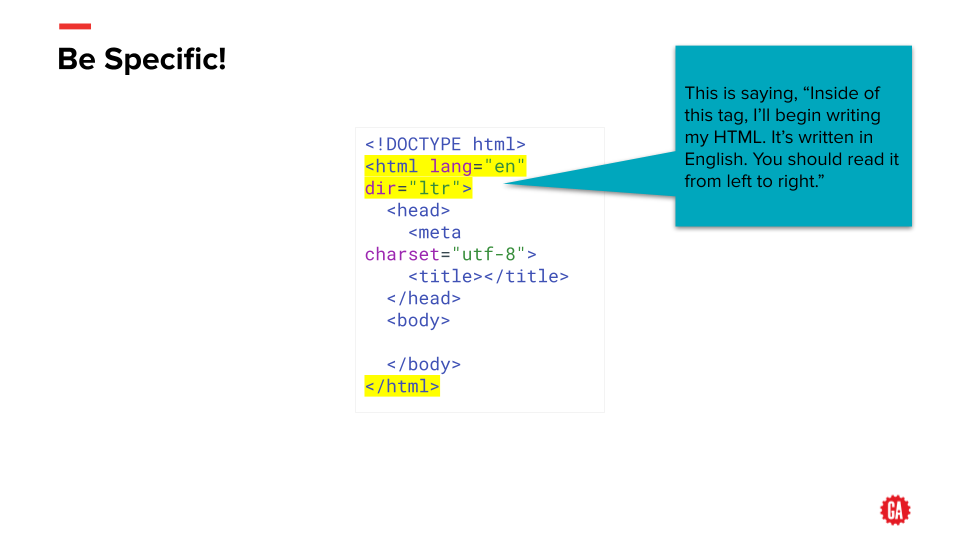 Be Specific!
This is saying, “Inside of
this tag, I’ll begin writing
my HTML. It’s written in
English. You should read it
from left to right.”
<!DOCTYPE html>
<html lang="en"
dir="ltr">
  <head>
    <meta
charset="utf-8">
    <title></title>
  </head>
  <body>

  </body>
</html>
GA